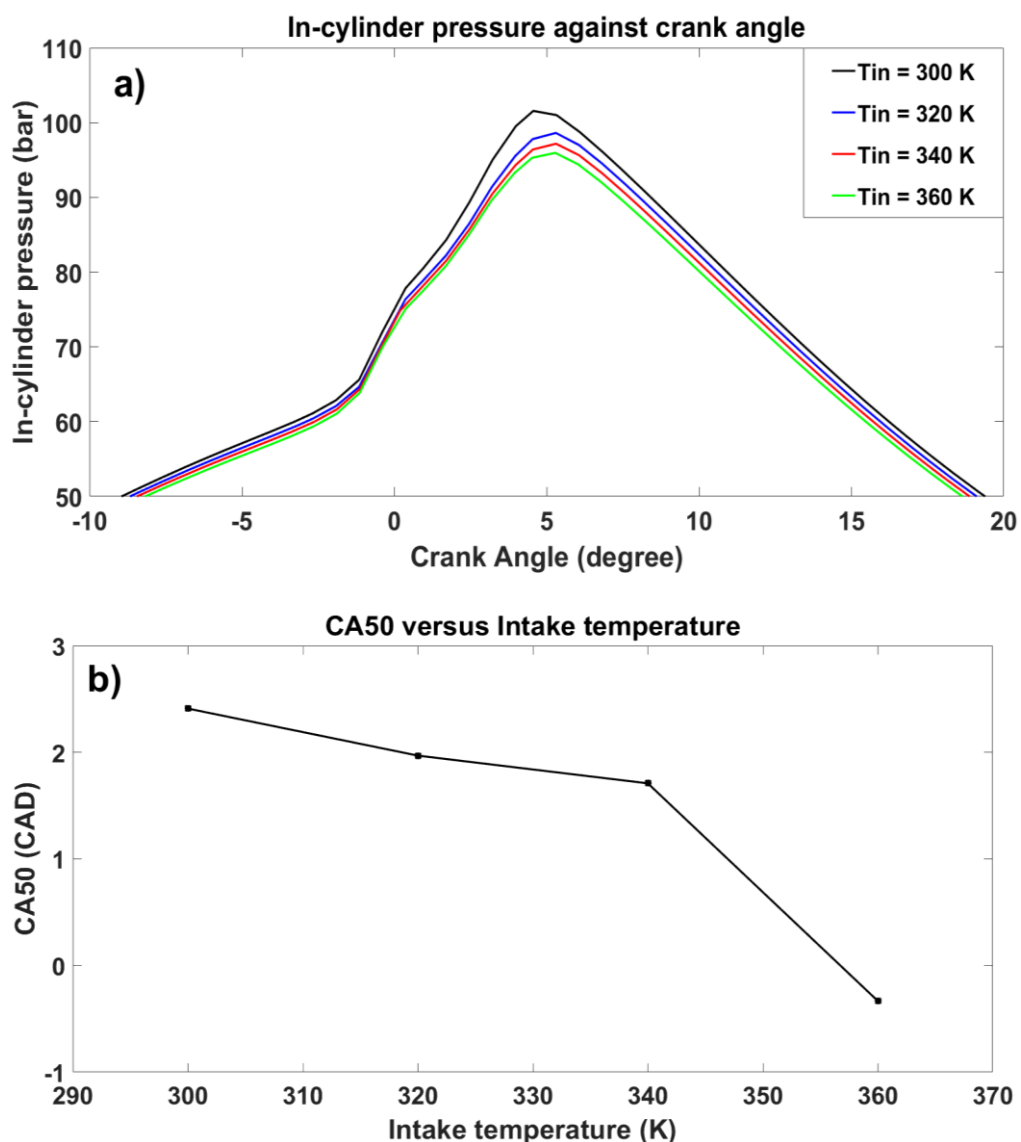 In-cylinder pressure against crank angle
a)
110
100
90
80
70
60
50
In-cylinder pressure (bar)
Tin = 300 K
Tin = 320 K
Tin = 340 K
Tin = 360 K
-10 -5 0 5 10 15 20
Crank Angle (degree)
CA50 versus Intake temperature
b)
3
2
1
0
-1
CA50 (CAD)
290 300 310 320 330 340 350 360 370
Intake temperature (K)